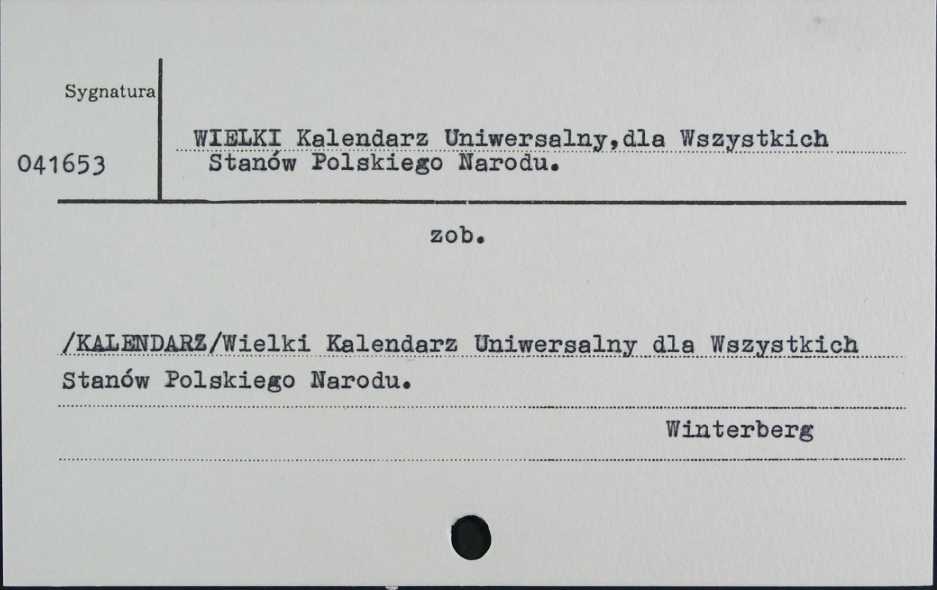 Sygnatura
WIELKI Kalendarz Uniwersalny,dla Wszystkich
041653
Stanów Polskiego Narodu.
zob.
/KALENDARZ/Wielki Kalendarz Uniwersalny dla Wszystkich
Stanów Polskiego Narodu.
Winterberg